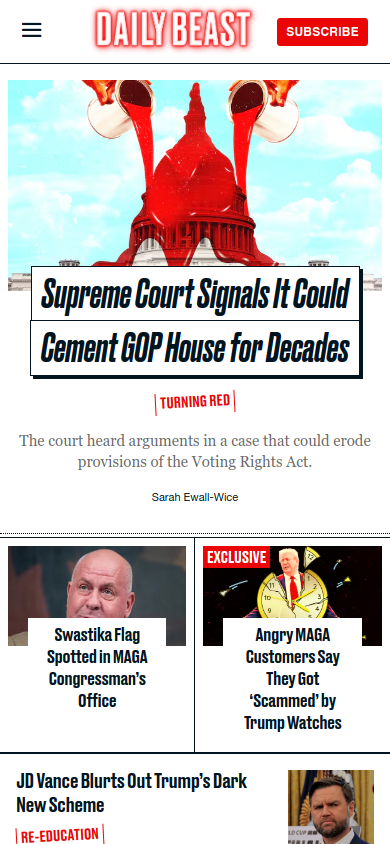 DAILY BEAST
SUBSCRIBE
Supreme Court Signals It Could
Cement GOP House for Decades
TURNING RED
The court heard arguments in a case that could erode
provisions of the Voting Rights Act.
Sarah Ewall-Wice
Swastika Flag
Spotted in MAGA
Congressman’s
Office
EXCLUSIVE
Angry MAGA
Customers Say
They Got
‘Scammed’ by
Trump Watches
JD Vance Blurts Out Trump’s Dark
New Scheme
RE-EDUCATION